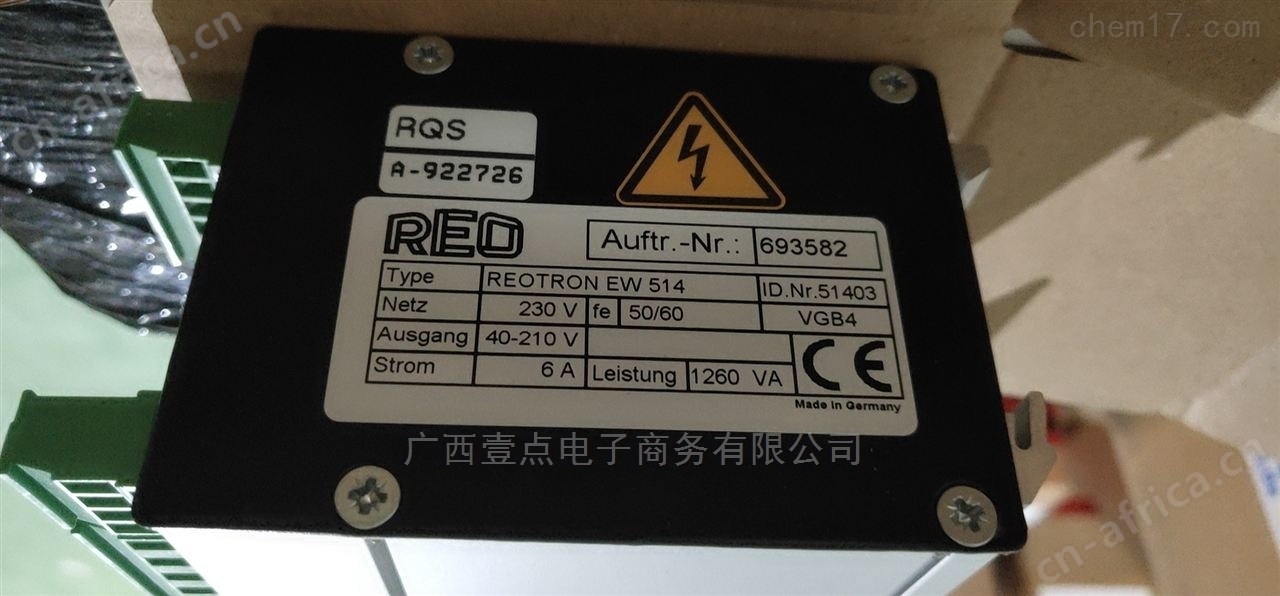 chem17.com
cn-africa.cn
RQS
A-922726
REO
Auftr.-Nr.: 693582
Type REOTRON EW 514 ID.Nr.51403
Netz 230 V fe 50/60 VGB4
Ausgang 40-210 V
Strom 6 A Leistung 1260 VA CE
Made in Germany
广西壹点电子商务有限公司
cn-africa.cn